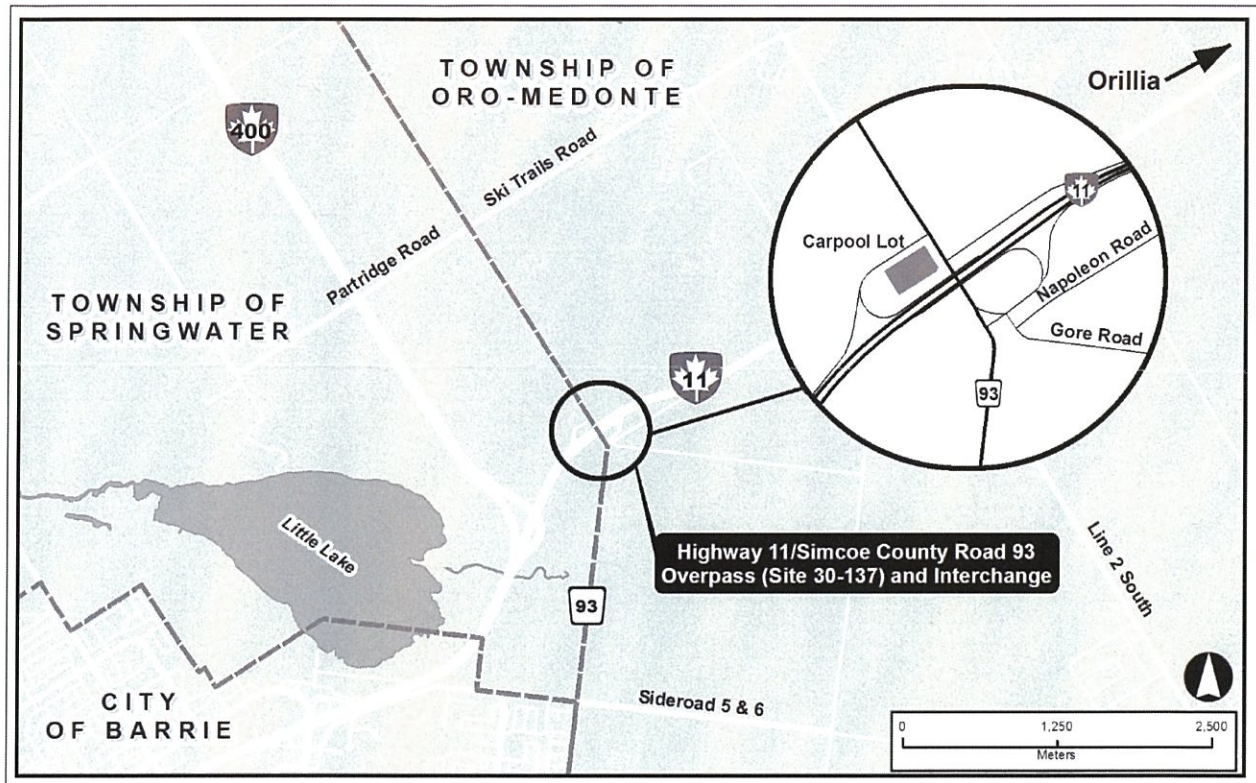 TOWNSHIP OF
ORO-MEDONTE
Orillia
400
Ski Trails Road
11
Carpool Lot
Partridge Road
Napoleon Road
TOWNSHIP OF
SPRINGWATER
Gore Road
11
93
Little Lake
Highway 11/Simcoe County Road 93
Overpass (Site 30-137) and Interchange
Line 2 South
93
CITY
OF BARRIE
Sideroad 5 & 6
0 1,250 2,500
Meters